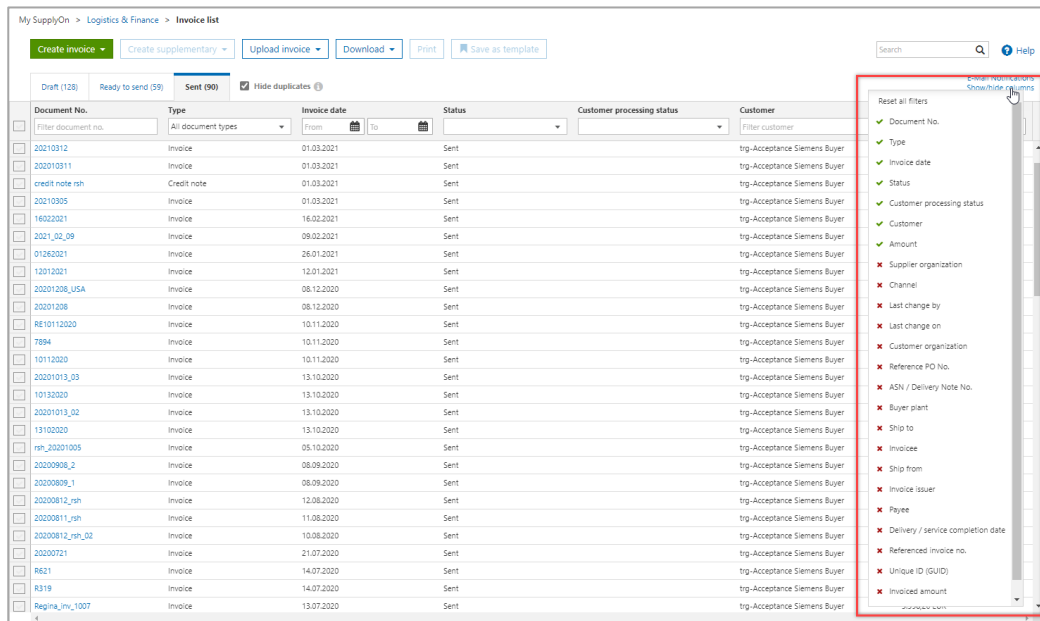 My SupplyOn > Logistics & Finance > Invoice list
Create invoice Create supplementary Upload invoice Download Print Save as template Search Help
E-Mail Notifications
Draft (128) Ready to send (59) Sent (90) Hide duplicates Show/hide columns
Reset all filters
Document No. Type Invoice date Status Customer processing status Customer
Filter document no. All document types From To Filter customer
20210312 Invoice 01.03.2021 Sent trg-Acceptance Siemens Buyer
202010311 Invoice 01.03.2021 Sent trg-Acceptance Siemens Buyer
credit note rsh Credit note 01.03.2021 Sent trg-Acceptance Siemens Buyer
20210305 Invoice 01.03.2021 Sent trg-Acceptance Siemens Buyer
16022021 Invoice 16.02.2021 Sent trg-Acceptance Siemens Buyer
2021_02_09 Invoice 09.02.2021 Sent trg-Acceptance Siemens Buyer
01262021 Invoice 26.01.2021 Sent trg-Acceptance Siemens Buyer
12012021 Invoice 12.01.2021 Sent trg-Acceptance Siemens Buyer
20201208_USA Invoice 08.12.2020 Sent trg-Acceptance Siemens Buyer
20201208 Invoice 08.12.2020 Sent trg-Acceptance Siemens Buyer
RE10112020 Invoice 10.11.2020 Sent trg-Acceptance Siemens Buyer
7894 Invoice 10.11.2020 Sent trg-Acceptance Siemens Buyer
10112020 Invoice 10.11.2020 Sent trg-Acceptance Siemens Buyer
20201013_03 Invoice 13.10.2020 Sent trg-Acceptance Siemens Buyer
10132020 Invoice 13.10.2020 Sent trg-Acceptance Siemens Buyer
20201013_02 Invoice 13.10.2020 Sent trg-Acceptance Siemens Buyer
13102020 Invoice 13.10.2020 Sent trg-Acceptance Siemens Buyer
rsh_20201005 Invoice 05.10.2020 Sent trg-Acceptance Siemens Buyer
20200908_2 Invoice 08.09.2020 Sent trg-Acceptance Siemens Buyer
20200809_1 Invoice 08.09.2020 Sent trg-Acceptance Siemens Buyer
20200812_rsh Invoice 12.08.2020 Sent trg-Acceptance Siemens Buyer
20200811_rsh Invoice 11.08.2020 Sent trg-Acceptance Siemens Buyer
20200812_rsh_02 Invoice 10.08.2020 Sent trg-Acceptance Siemens Buyer
20200721 Invoice 21.07.2020 Sent trg-Acceptance Siemens Buyer
R621 Invoice 14.07.2020 Sent trg-Acceptance Siemens Buyer
R319 Invoice 14.07.2020 Sent trg-Acceptance Siemens Buyer
Regina_inv_1007 Invoice 13.07.2020 Sent trg-Acceptance Siemens Buyer
Document No.
Type
Invoice date
Status
Customer processing status
Customer
Amount
Supplier organization
Channel
Last change by
Last change on
Customer organization
Reference PO No.
ASN / Delivery Note No.
Buyer plant
Ship to
Invoicee
Ship from
Invoice issuer
Payee
Delivery / service completion date
Referenced invoice no.
Unique ID (GUID)
Invoiced amount